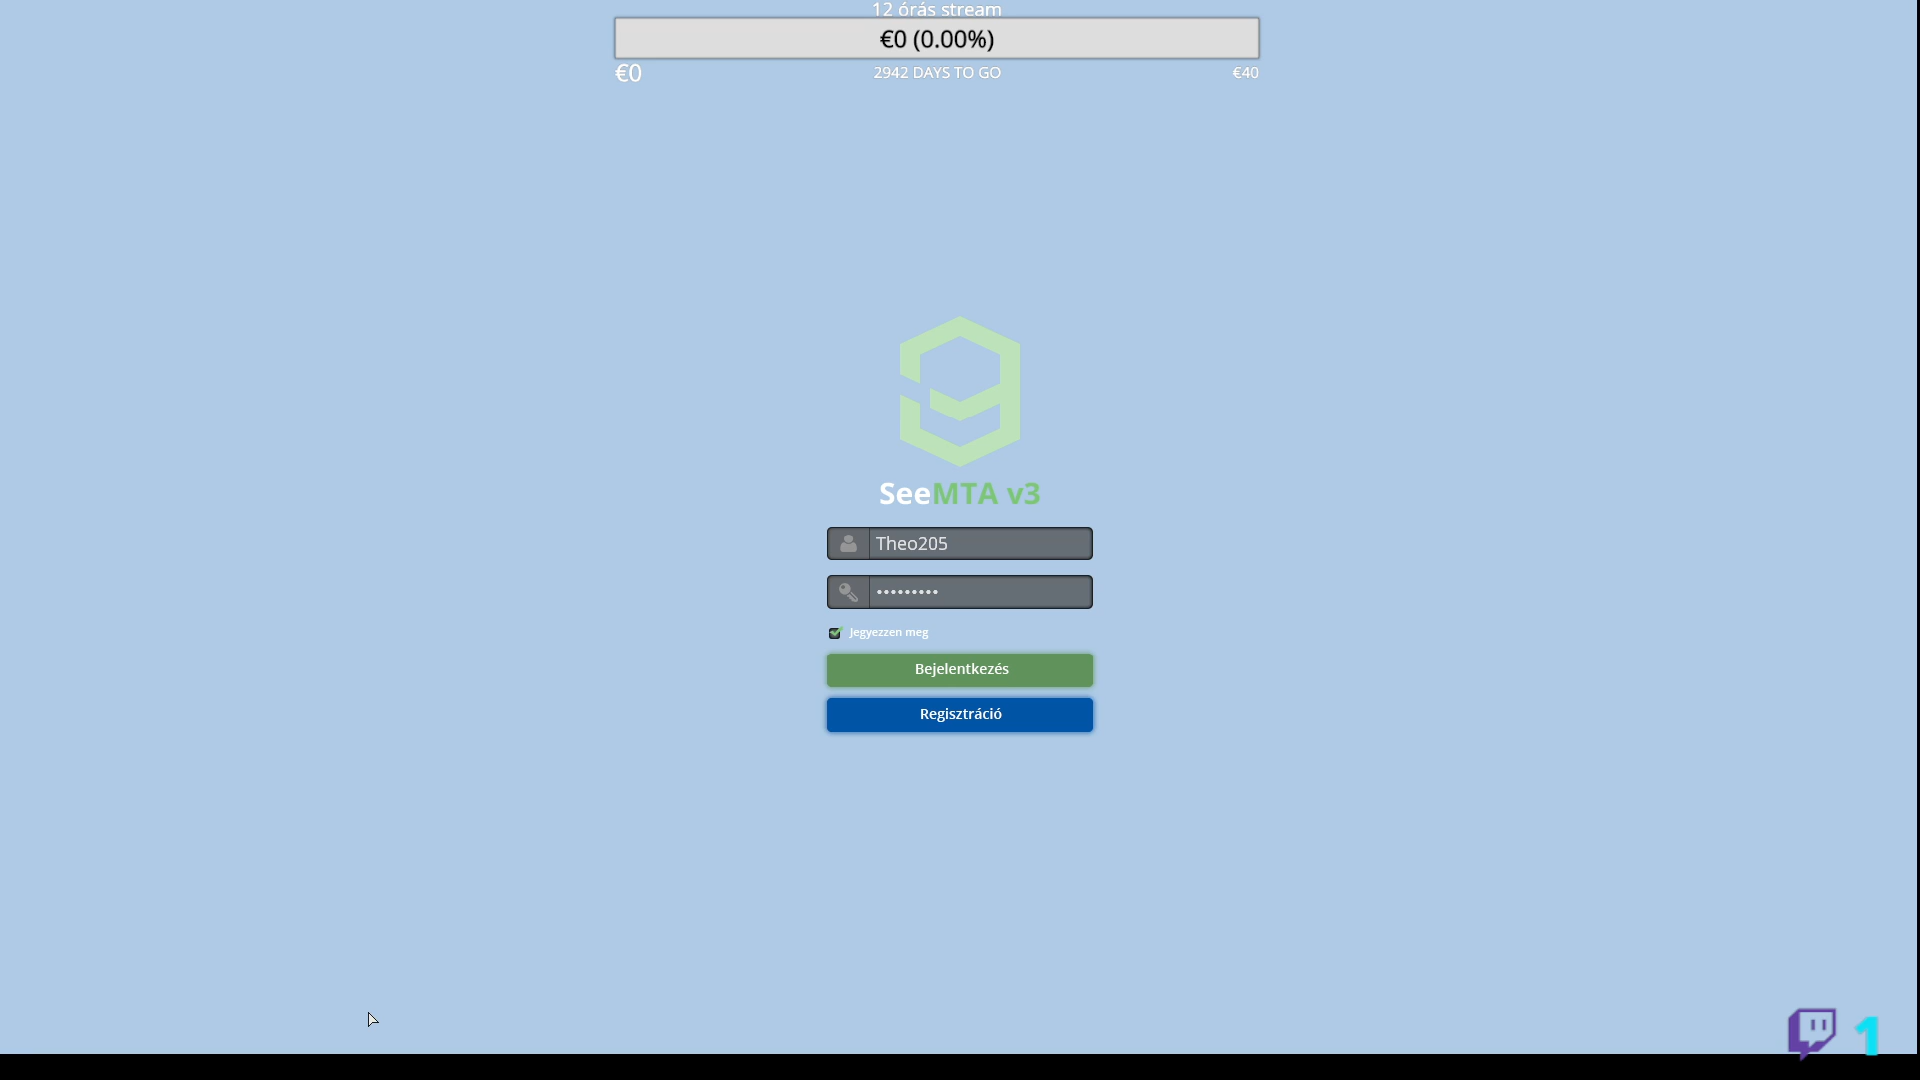 12 órás stream
€0 (0.00%)
€0 2942 DAYS TO GO €40
SeeMTA v3
Theo205
•••••••••
Jegyezzen meg
Bejelentkezés
Regisztráció
1